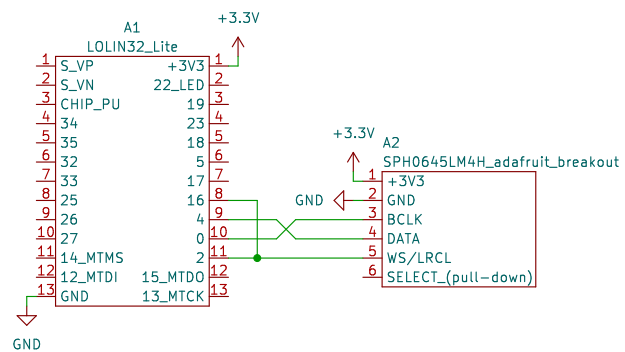 +3.3V
A1
LOLIN32_Lite
1 S_VP +3V3 1
2 S_VN 22_LED 2
3 CHIP_PU 19 3
4 34 23 4
5 35 18 5
6 32 5 6
7 33 17 7
8 25 16 8
9 26 4 9
10 27 0 10
11 14_MTMS 2 11
12 12_MTDI 15_MTDO 12
13 GND 13_MTCK 13
GND
+3.3V
A2
SPH0645LM4H_adafruit_breakout
1 +3V3
GND 2 GND
3 BCLK
4 DATA
5 WS/LRCL
6 SELECT_(pull-down)